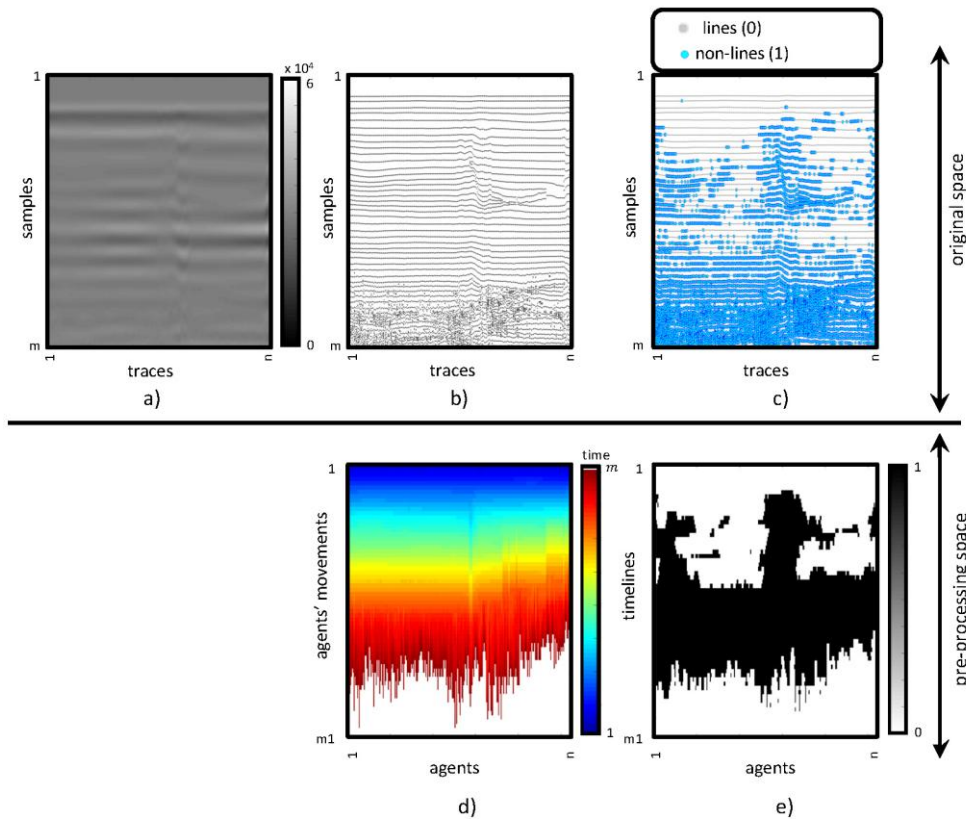 lines (0)
non-lines (1)
original space
x 10⁴
1
6
samples
m
0
1
n
traces
a)
1
samples
m
1
n
traces
b)
1
samples
m
1
n
traces
c)
pre-processing space
time
1
m
agents' movements
m1
1
1
n
agents
d)
1
1
timelines
m1
0
1
n
agents
e)